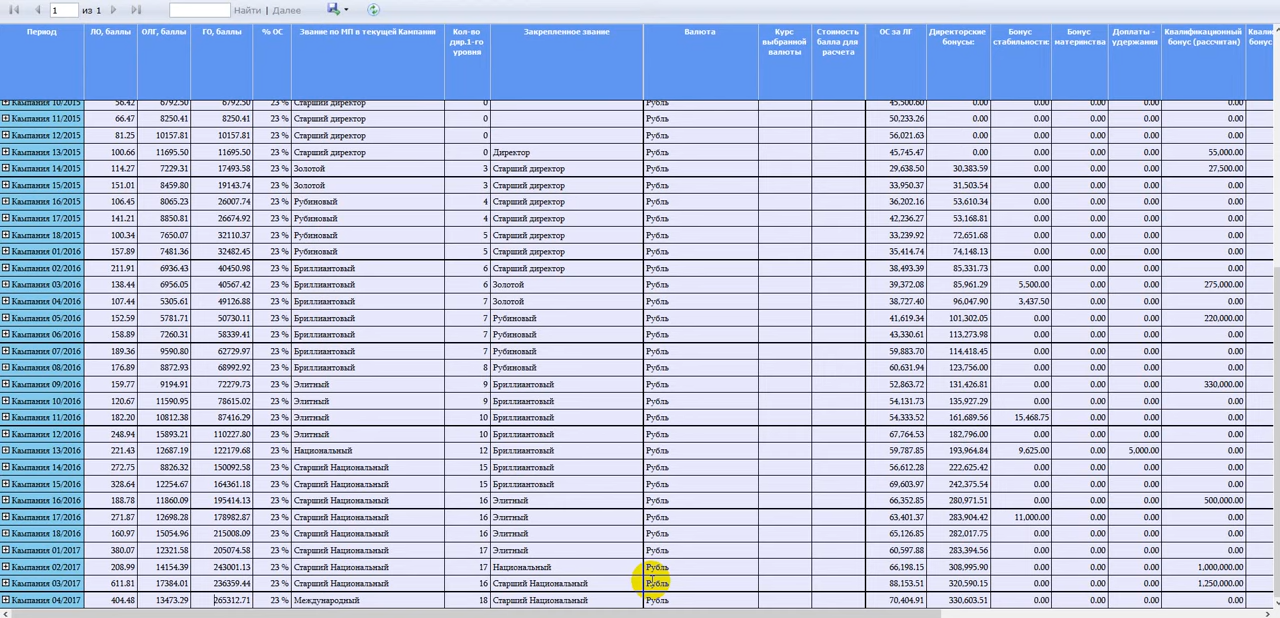 1 из 1 Найти | Далее
Период ЛО, баллы ОЛГ, баллы ГО, баллы % ОС Звание по МП в текущей Кампании Кол-во дир.1-го уровня Закрепленное звание Валюта Курс выбранной валюты Стоимость балла для расчета ОС за ЛГ Директорские бонусы: Бонус стабильности: Бонус материнства Доплаты - удержания Квалификационный бонус (рассчитан) бонус
Кампания 10/2015 56.42 6792.50 6792.50 23 % Старший директор 0 Рубль 45,500.60 0.00 0.00 0.00 0.00 0.00
Кампания 11/2015 66.47 8250.41 8250.41 23 % Старший директор 0 Рубль 50,233.26 0.00 0.00 0.00 0.00 0.00
Кампания 12/2015 81.25 10157.81 10157.81 23 % Старший директор 0 Рубль 56,021.63 0.00 0.00 0.00 0.00 0.00
Кампания 13/2015 100.66 11695.50 11695.50 23 % Старший директор 0 Директор Рубль 45,745.47 0.00 0.00 0.00 0.00 55,000.00
Кампания 14/2015 114.27 7229.31 17493.58 23 % Золотой 3 Старший директор Рубль 29,638.50 30,383.59 0.00 0.00 0.00 27,500.00
Кампания 15/2015 151.01 8459.80 19143.74 23 % Золотой 3 Старший директор Рубль 33,950.37 31,503.54 0.00 0.00 0.00 0.00
Кампания 16/2015 106.45 8065.23 26007.74 23 % Рубиновый 4 Старший директор Рубль 36,202.16 53,610.34 0.00 0.00 0.00 0.00
Кампания 17/2015 141.21 8850.81 26674.92 23 % Рубиновый 4 Старший директор Рубль 42,236.27 53,168.81 0.00 0.00 0.00 0.00
Кампания 18/2015 100.34 7650.07 32110.37 23 % Рубиновый 5 Старший директор Рубль 33,239.92 72,651.68 0.00 0.00 0.00 0.00
Кампания 01/2016 157.89 7481.36 32482.45 23 % Рубиновый 5 Старший директор Рубль 35,414.74 74,148.13 0.00 0.00 0.00 0.00
Кампания 02/2016 211.91 6936.43 40450.98 23 % Бриллиантовый 6 Старший директор Рубль 38,493.39 85,331.73 0.00 0.00 0.00 0.00
Кампания 03/2016 138.44 6956.05 40567.42 23 % Бриллиантовый 6 Золотой Рубль 39,372.08 85,961.29 5,500.00 0.00 0.00 275,000.00
Кампания 04/2016 107.44 5305.61 49126.88 23 % Бриллиантовый 7 Золотой Рубль 38,727.40 96,047.90 3,437.50 0.00 0.00 0.00
Кампания 05/2016 152.59 5781.71 50730.11 23 % Бриллиантовый 7 Рубиновый Рубль 41,619.34 101,302.05 0.00 0.00 0.00 220,000.00
Кампания 06/2016 158.89 7260.31 58339.41 23 % Бриллиантовый 7 Рубиновый Рубль 43,330.61 113,273.98 0.00 0.00 0.00 0.00
Кампания 07/2016 189.36 9590.80 62729.97 23 % Бриллиантовый 7 Рубиновый Рубль 59,883.70 114,418.45 0.00 0.00 0.00 0.00
Кампания 08/2016 176.89 8872.93 68992.92 23 % Бриллиантовый 8 Рубиновый Рубль 60,631.94 123,756.00 0.00 0.00 0.00 0.00
Кампания 09/2016 159.77 9194.91 72279.73 23 % Элитный 9 Бриллиантовый Рубль 52,863.72 131,426.81 0.00 0.00 0.00 330,000.00
Кампания 10/2016 120.67 11590.95 78615.02 23 % Элитный 9 Бриллиантовый Рубль 54,131.73 135,927.29 0.00 0.00 0.00 0.00
Кампания 11/2016 182.20 10812.38 87416.29 23 % Элитный 10 Бриллиантовый Рубль 54,333.52 161,689.56 15,468.75 0.00 0.00 0.00
Кампания 12/2016 248.94 15893.21 110227.80 23 % Элитный 10 Бриллиантовый Рубль 67,764.53 182,796.00 0.00 0.00 0.00 0.00
Кампания 13/2016 221.43 12687.19 122179.68 23 % Национальный 12 Бриллиантовый Рубль 59,787.85 193,964.84 9,625.00 0.00 5,000.00 0.00
Кампания 14/2016 272.75 8826.32 150092.58 23 % Старший Национальный 15 Бриллиантовый Рубль 56,612.28 222,625.42 0.00 0.00 0.00 0.00
Кампания 15/2016 328.64 12254.67 164361.18 23 % Старший Национальный 15 Бриллиантовый Рубль 69,603.97 242,375.54 0.00 0.00 0.00 0.00
Кампания 16/2016 188.78 11860.09 195414.13 23 % Старший Национальный 16 Элитный Рубль 66,352.85 280,971.51 0.00 0.00 0.00 500,000.00
Кампания 17/2016 271.87 12698.28 178982.87 23 % Старший Национальный 16 Элитный Рубль 63,401.37 283,904.42 11,000.00 0.00 0.00 0.00
Кампания 18/2016 160.97 15054.96 215008.09 23 % Старший Национальный 16 Элитный Рубль 65,126.85 282,017.75 0.00 0.00 0.00 0.00
Кампания 01/2017 380.07 12321.58 205074.58 23 % Старший Национальный 17 Элитный Рубль 60,597.88 283,394.56 0.00 0.00 0.00 0.00
Кампания 02/2017 208.99 14154.39 243001.13 23 % Старший Национальный 17 Национальный Рубль 66,198.15 308,995.90 0.00 0.00 0.00 1,000,000.00
Кампания 03/2017 611.81 17384.01 236359.44 23 % Старший Национальный 16 Старший Национальный Рубль 88,153.51 320,590.15 0.00 0.00 0.00 1,250,000.00
Кампания 04/2017 404.48 13473.29 265312.71 23 % Международный 18 Старший Национальный Рубль 70,404.91 330,603.51 0.00 0.00 0.00 0.00